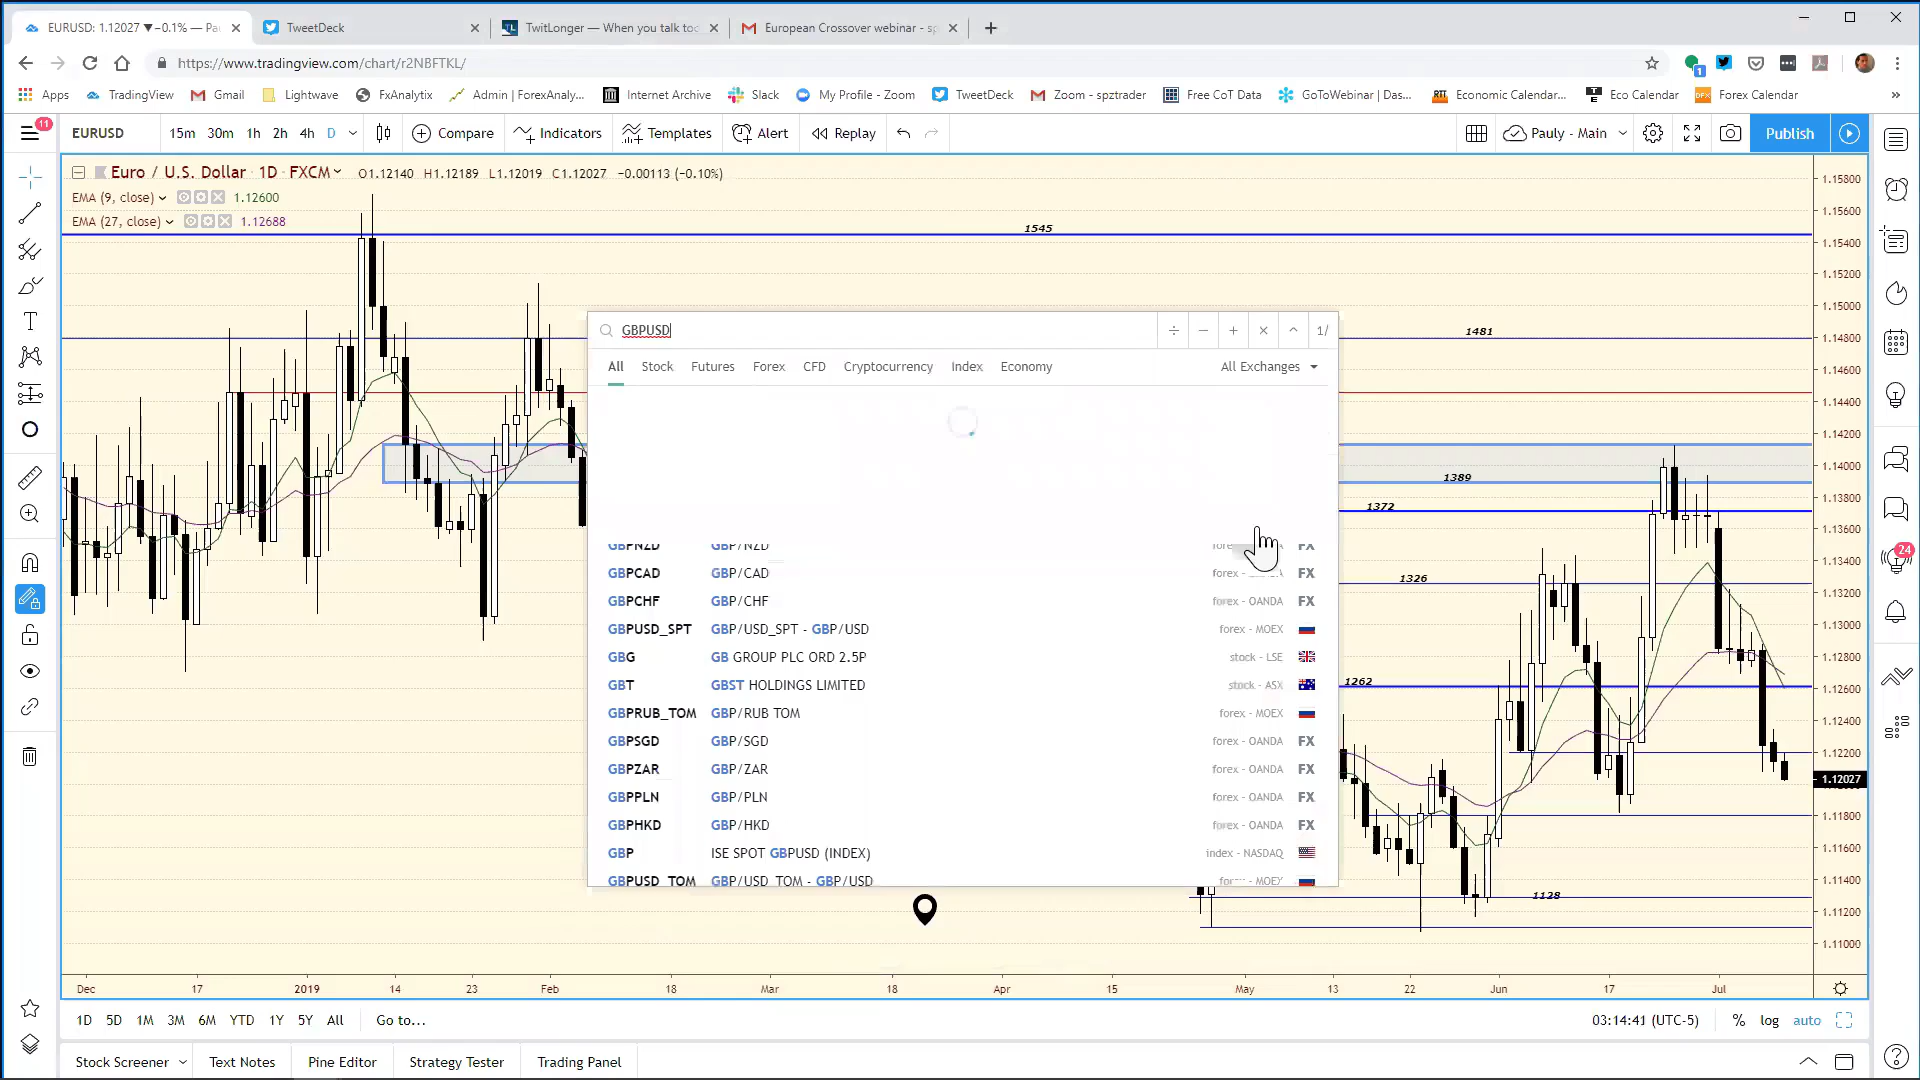 EURUSD: 1.12027 ▼−0.1% — Pa
TweetDeck
TwitLonger — When you talk too
European Crossover webinar - sp
https://www.tradingview.com/chart/r2NBFTKL/
1
Apps
TradingView
Gmail
Lightwave
FxAnalytix
Admin | ForexAnaly...
Internet Archive
Slack
My Profile - Zoom
TweetDeck
Zoom - spztrader
Free CoT Data
GoToWebinar | Das...
Economic Calendar...
Eco Calendar
Forex Calendar
»
11
EURUSD
15m 30m 1h 2h 4h D
Compare
Indicators
Templates
Alert
Replay
Pauly - Main
Publish
Euro / U.S. Dollar · 1D · FXCM
O1.12140 H1.12189 L1.12019 C1.12027 −0.00113 (−0.10%)
EMA (9, close) 1.12600
EMA (27, close) 1.12688
1545
1481
1389
1372
1326
1262
1128
GBPUSD
÷ − + × ^ 1/
All Stock Futures Forex CFD Cryptocurrency Index Economy All Exchanges
GBPNZD GBP/NZD FX
GBPCAD GBP/CAD forex - FX
GBPCHF GBP/CHF forex - OANDA FX
GBPUSD_SPT GBP/USD_SPT - GBP/USD forex - MOEX
GBG GB GROUP PLC ORD 2.5P stock - LSE
GBT GBST HOLDINGS LIMITED stock - ASX
GBPRUB_TOM GBP/RUB TOM forex - MOEX
GBPSGD GBP/SGD forex - OANDA FX
GBPZAR GBP/ZAR forex - OANDA FX
GBPPLN GBP/PLN forex - OANDA FX
GBPHKD GBP/HKD forex - OANDA FX
GBP ISE SPOT GBPUSD (INDEX) index - NASDAQ
GBPUSD_TOM GBP/USD_TOM - GBP/USD forex - MOEX
1.15800
1.15600
1.15400
1.15200
1.15000
1.14800
1.14600
1.14400
1.14200
1.14000
1.13800
1.13600
1.13400
1.13200
1.13000
1.12800
1.12600
1.12400
1.12200
1.12027
1.11800
1.11600
1.11400
1.11200
1.11000
24
Dec 17 2019 14 23 Feb 18 Mar 18 Apr 15 May 13 22 Jun 17 Jul
1D 5D 1M 3M 6M YTD 1Y 5Y All Go to...
03:14:41 (UTC-5) % log auto
Stock Screener Text Notes Pine Editor Strategy Tester Trading Panel